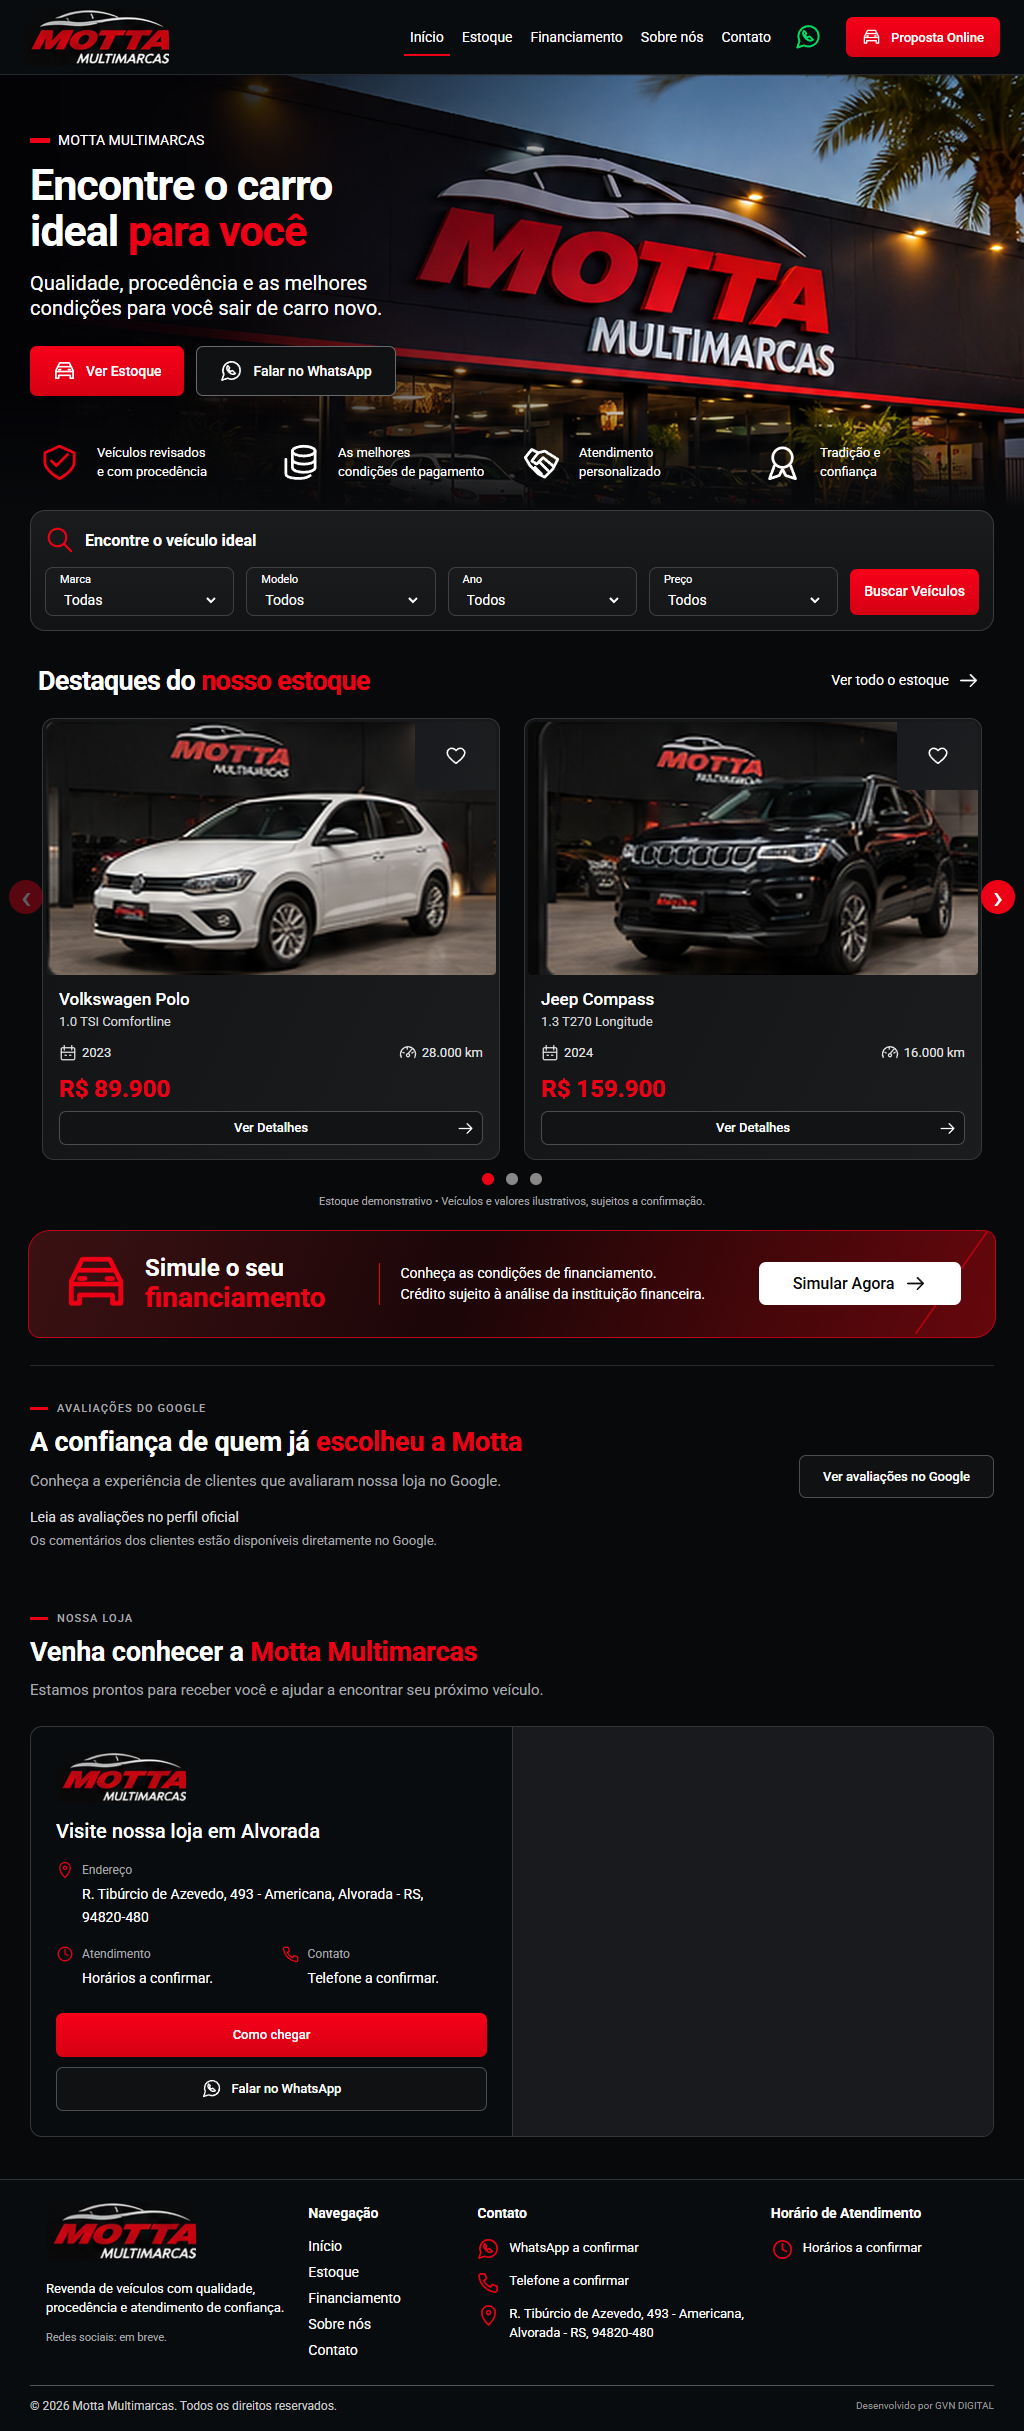 MOTTA
MULTIMARCAS
Início
Estoque
Financiamento
Sobre nós
Contato
Proposta Online
MOTTA MULTIMARCAS
Encontre o carro
ideal para você
Qualidade, procedência e as melhores
condições para você sair de carro novo.
Ver Estoque
Falar no WhatsApp
MOTTA
MULTIMARCAS
Veículos revisados
e com procedência
As melhores
condições de pagamento
Atendimento
personalizado
Tradição e
confiança
Encontre o veículo ideal
Marca
Todas
Modelo
Todos
Ano
Todos
Preço
Todos
Buscar Veículos
Destaques do nosso estoque
Ver todo o estoque
MOTTA
MULTIMARCAS
Volkswagen Polo
1.0 TSI Comfortline
2023
28.000 km
R$ 89.900
Ver Detalhes
MOTTA
MULTIMARCAS
Jeep Compass
1.3 T270 Longitude
2024
16.000 km
R$ 159.900
Ver Detalhes
Estoque demonstrativo • Veículos e valores ilustrativos, sujeitos a confirmação.
Simule o seu
financiamento
Conheça as condições de financiamento.
Crédito sujeito à análise da instituição financeira.
Simular Agora
AVALIAÇÕES DO GOOGLE
A confiança de quem já escolheu a Motta
Conheça a experiência de clientes que avaliaram nossa loja no Google.
Ver avaliações no Google
Leia as avaliações no perfil oficial
Os comentários dos clientes estão disponíveis diretamente no Google.
NOSSA LOJA
Venha conhecer a Motta Multimarcas
Estamos prontos para receber você e ajudar a encontrar seu próximo veículo.
MOTTA
MULTIMARCAS
Visite nossa loja em Alvorada
Endereço
R. Tibúrcio de Azevedo, 493 - Americana, Alvorada - RS,
94820-480
Atendimento
Horários a confirmar.
Contato
Telefone a confirmar.
Como chegar
Falar no WhatsApp
MOTTA
MULTIMARCAS
Revenda de veículos com qualidade,
procedência e atendimento de confiança.
Redes sociais: em breve.
Navegação
Início
Estoque
Financiamento
Sobre nós
Contato
Contato
WhatsApp a confirmar
Telefone a confirmar
R. Tibúrcio de Azevedo, 493 - Americana,
Alvorada - RS, 94820-480
Horário de Atendimento
Horários a confirmar
© 2026 Motta Multimarcas. Todos os direitos reservados.
Desenvolvido por GVN DIGITAL